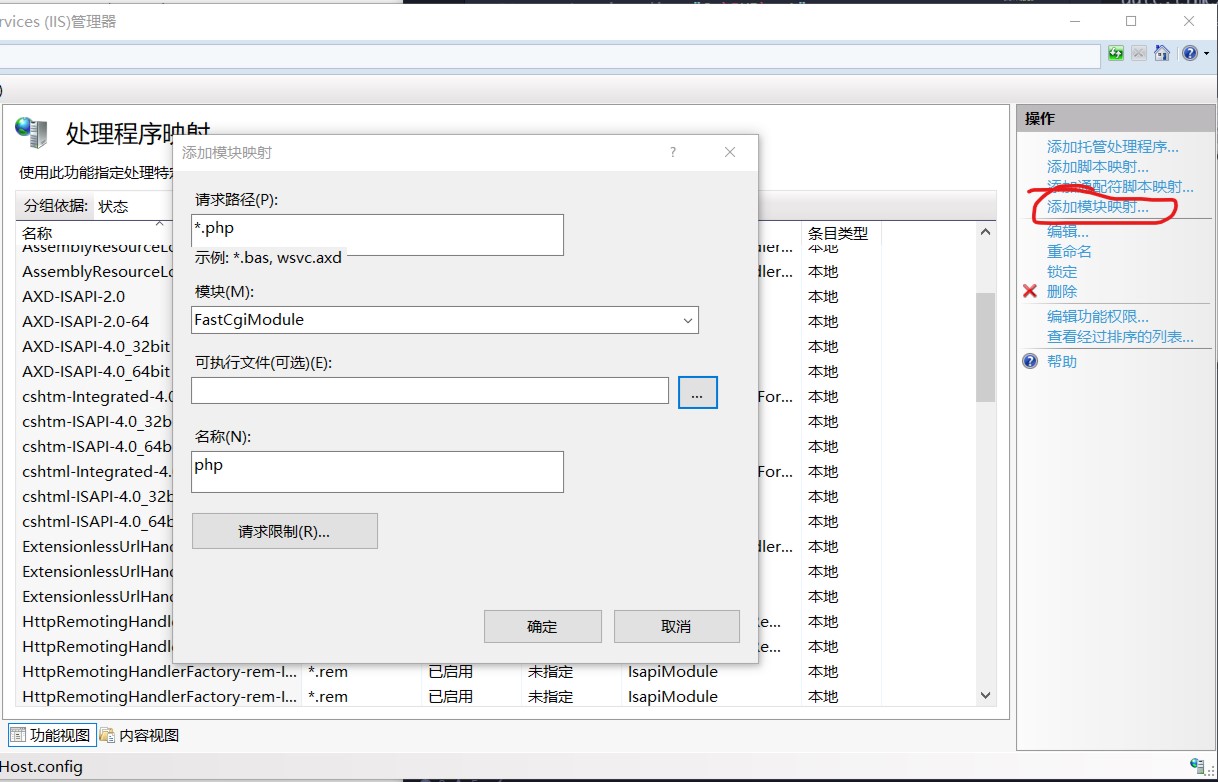 rvices (IIS)管理器
处理程序映射
使用此功能指定处理特定
分组依据: 状态
名称
条目类型
AssemblyResourceLo
ler... 本地
AssemblyResourceLo
dler... 本地
AXD-ISAPI-2.0
本地
AXD-ISAPI-2.0-64
本地
AXD-ISAPI-4.0_32bit
本地
AXD-ISAPI-4.0_64bit
本地
cshtm-Integrated-4.0
For... 本地
cshtm-ISAPI-4.0_32b
本地
cshtm-ISAPI-4.0_64b
本地
cshtml-Integrated-4.
For... 本地
cshtml-ISAPI-4.0_32b
本地
cshtml-ISAPI-4.0_64b
本地
ExtensionlessUrlHand
dler... 本地
ExtensionlessUrlHand
本地
ExtensionlessUrlHand
本地
HttpRemotingHandl
Re... 本地
HttpRemotingHandl
Re... 本地
HttpRemotingHandlerFactory-rem-I... *.rem 已启用 未指定 IsapiModule 本地
HttpRemotingHandlerFactory-rem-I... *.rem 已启用 未指定 IsapiModule 本地
添加模块映射
?
请求路径(P):
*.php
示例: *.bas, wsvc.axd
模块(M):
FastCgiModule
可执行文件(可选)(E):
...
名称(N):
php
请求限制(R)...
确定 取消
操作
添加托管处理程序...
添加脚本映射...
添加通配符脚本映射...
添加模块映射...
编辑...
重命名
锁定
删除
编辑功能权限...
查看经过排序的列表...
帮助
功能视图 内容视图
Host.config